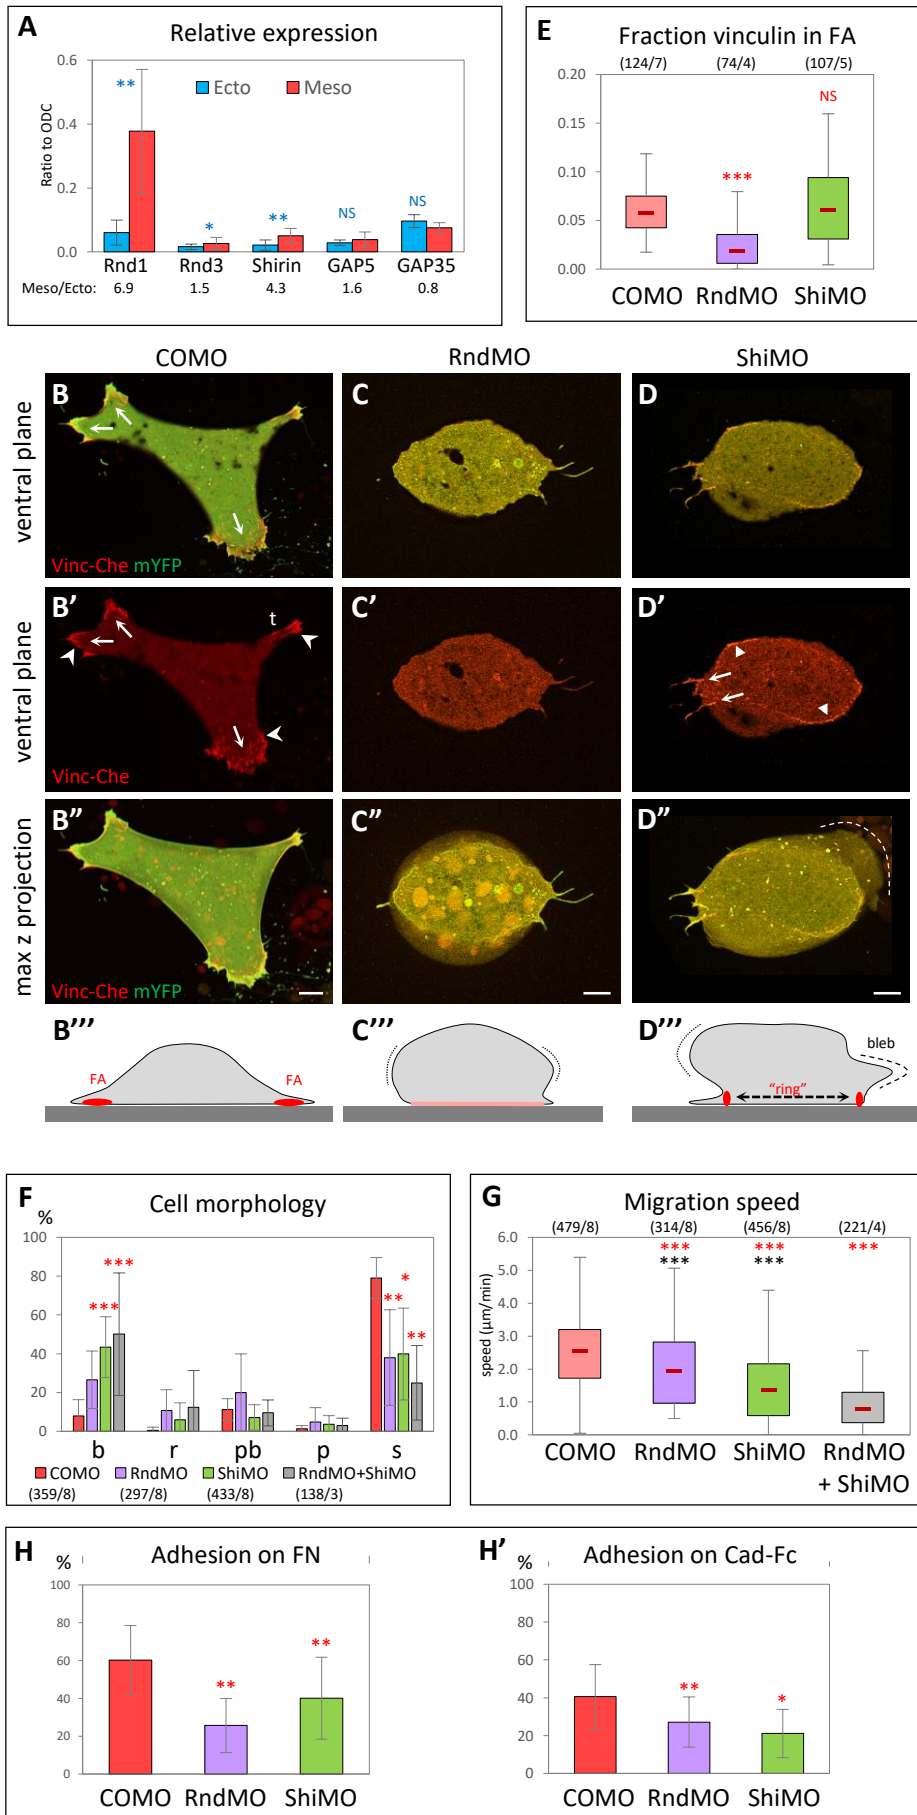 A Relative expression
Ratio to ODC
0.6
0.4
0.2
0.0
Ecto Meso
** * ** NS NS
Rnd1 Rnd3 Shirin GAP5 GAP35
Meso/Ecto: 6.9 1.5 4.3 1.6 0.8
E Fraction vinculin in FA
(124/7) (74/4) (107/5)
0.20
0.15
0.10
0.05
0.00
*** NS
COMO RndMO ShiMO
COMO RndMO ShiMO
ventral plane
B C D
Vinc-Che mYFP
ventral plane
B' C' D'
t
Vinc-Che
max z projection
B" C" D"
Vinc-Che mYFP
B''' C''' D'''
FA FA
bleb
"ring"
F Cell morphology
%
100
80
60
40
20
0
*** *** ** * **
b r pb p s
COMO RndMO ShiMO RndMO+ShiMO
(359/8) (297/8) (433/8) (138/3)
G Migration speed
(479/8) (314/8) (456/8) (221/4)
*** *** ***
*** ***
speed (µm/min)
6.0
5.0
4.0
3.0
2.0
1.0
0.0
COMO RndMO ShiMO RndMO
+ ShiMO
H Adhesion on FN
%
100
80
60
40
20
0
** **
COMO RndMO ShiMO
H' Adhesion on Cad-Fc
%
100
80
60
40
20
0
** *
COMO RndMO ShiMO